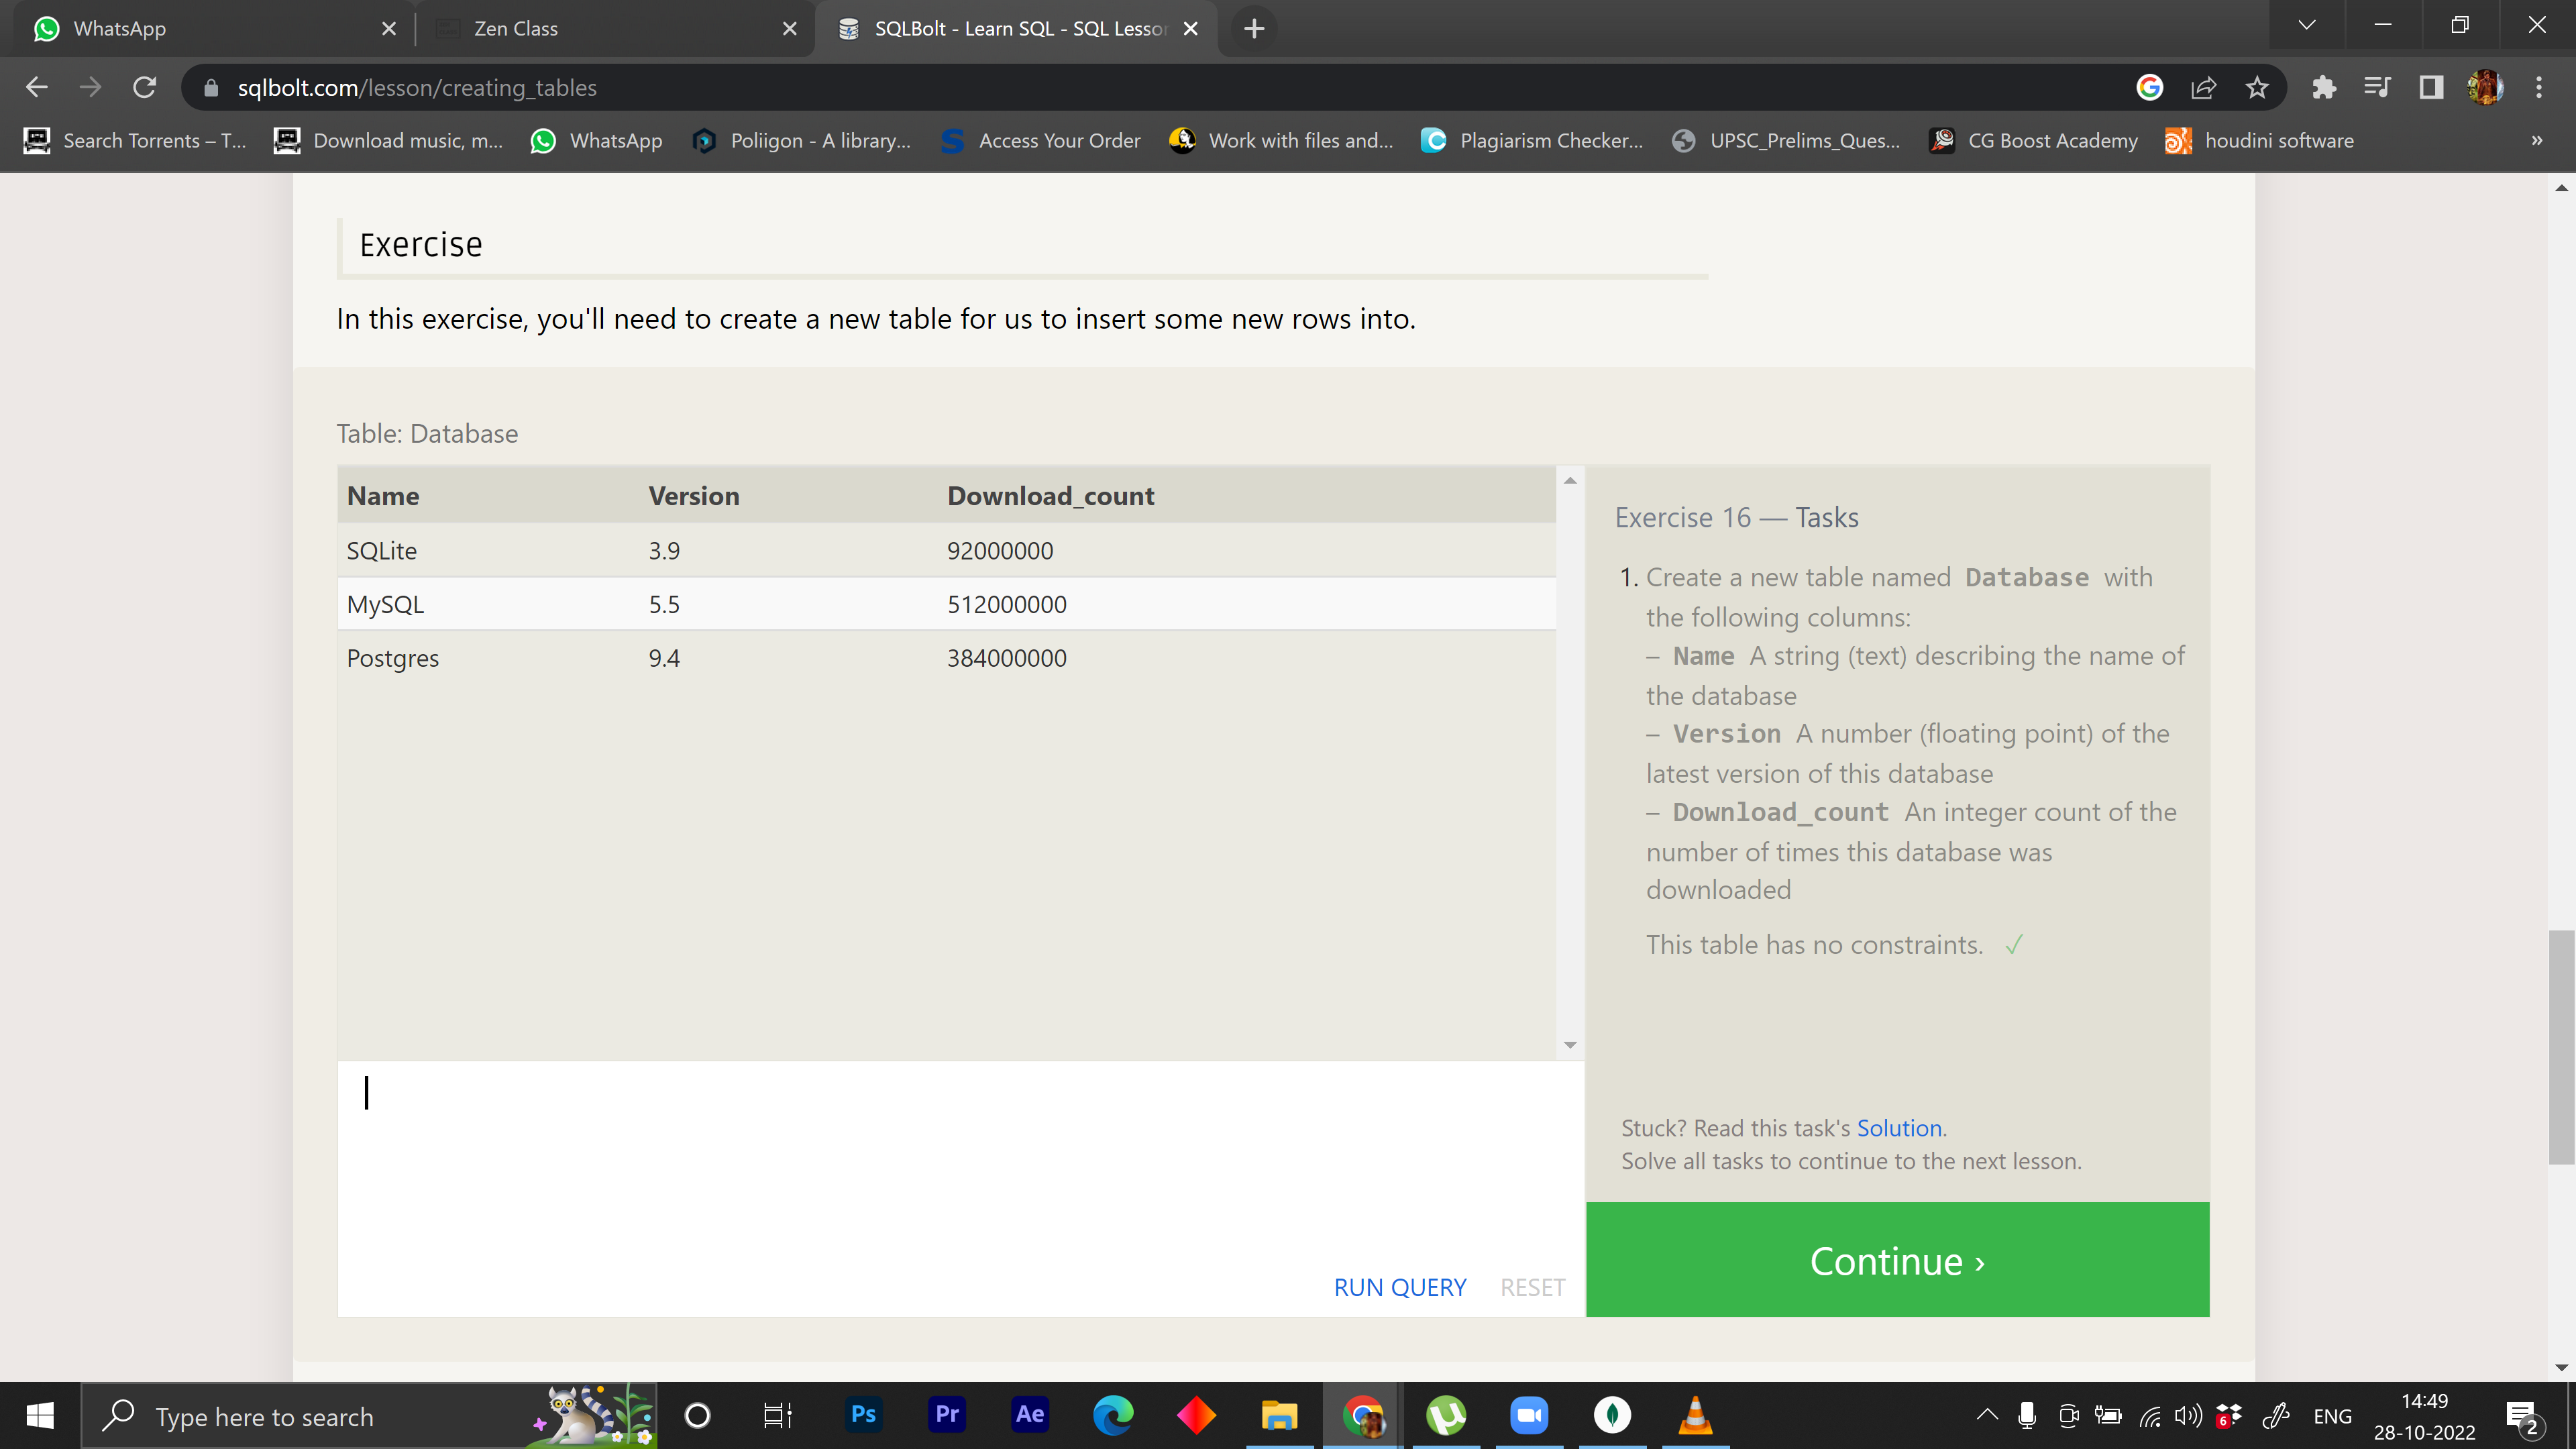 WhatsApp
Zen Class
SQLBolt - Learn SQL - SQL Lesso
sqlbolt.com/lesson/creating_tables
Search Torrents – T...
Download music, m...
WhatsApp
Poliigon - A library...
Access Your Order
Work with files and...
Plagiarism Checker...
UPSC_Prelims_Ques...
CG Boost Academy
houdini software
»
Exercise
In this exercise, you'll need to create a new table for us to insert some new rows into.
Table: Database
Name Version Download_count
SQLite 3.9 92000000
MySQL 5.5 512000000
Postgres 9.4 384000000
RUN QUERY RESET
Exercise 16 — Tasks
1. Create a new table named Database with
the following columns:
– Name A string (text) describing the name of
the database
– Version A number (floating point) of the
latest version of this database
– Download_count An integer count of the
number of times this database was
downloaded
This table has no constraints. ✓
Stuck? Read this task's Solution.
Solve all tasks to continue to the next lesson.
Continue ›
Type here to search
Ps
Pr
Ae
6
ENG
14:49
28-10-2022
2